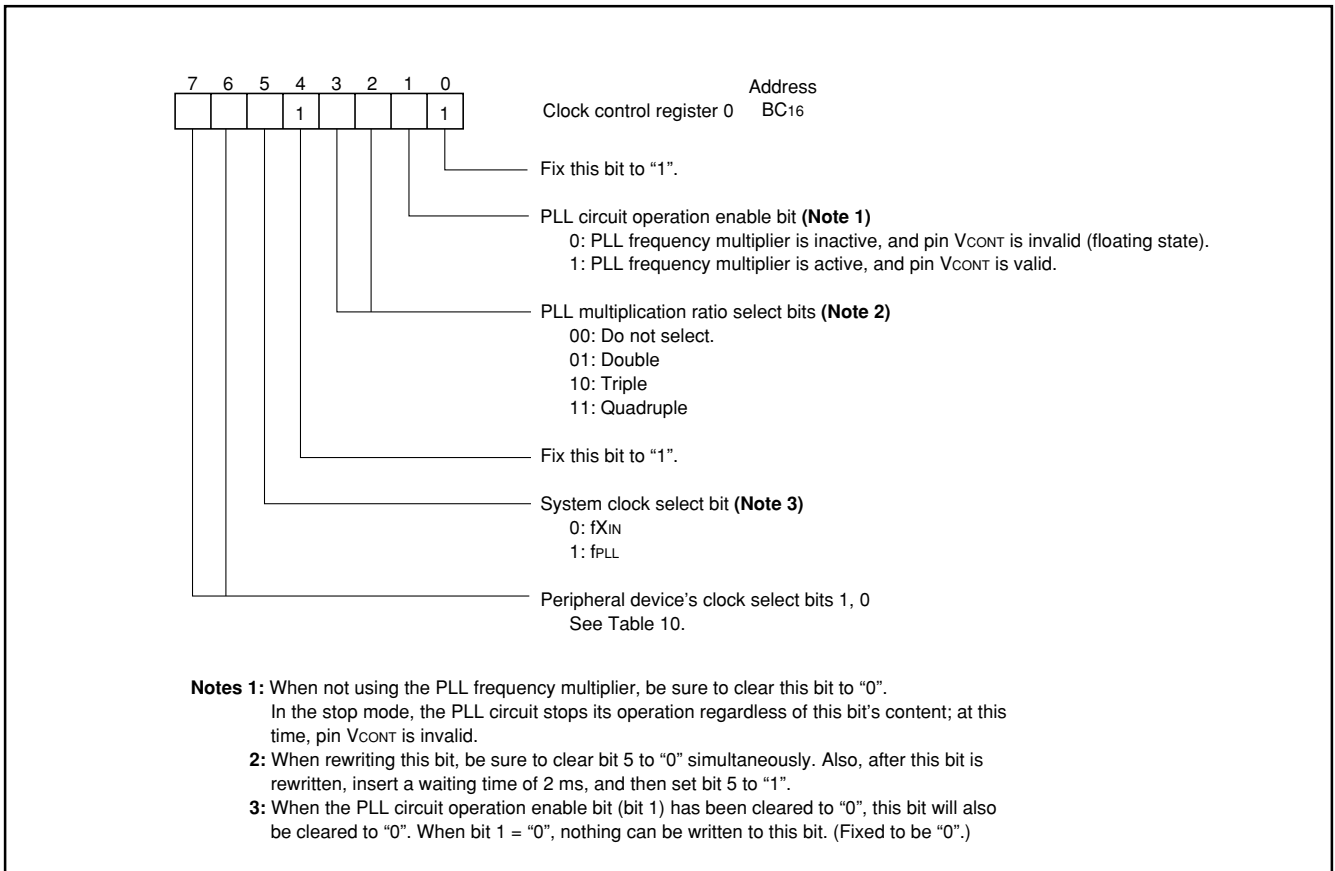 7 6 5 4 3 2 1 0
Address
1 1
Clock control register 0 BC16
Fix this bit to “1”.
PLL circuit operation enable bit (Note 1)
0: PLL frequency multiplier is inactive, and pin VCONT is invalid (floating state).
1: PLL frequency multiplier is active, and pin VCONT is valid.
PLL multiplication ratio select bits (Note 2)
00: Do not select.
01: Double
10: Triple
11: Quadruple
Fix this bit to “1”.
System clock select bit (Note 3)
0: fXIN
1: fPLL
Peripheral device’s clock select bits 1, 0
See Table 10.
Notes 1: When not using the PLL frequency multiplier, be sure to clear this bit to “0”.
In the stop mode, the PLL circuit stops its operation regardless of this bit’s content; at this
time, pin VCONT is invalid.
2: When rewriting this bit, be sure to clear bit 5 to “0” simultaneously. Also, after this bit is
rewritten, insert a waiting time of 2 ms, and then set bit 5 to “1”.
3: When the PLL circuit operation enable bit (bit 1) has been cleared to “0”, this bit will also
be cleared to “0”. When bit 1 = “0”, nothing can be written to this bit. (Fixed to be “0”.)